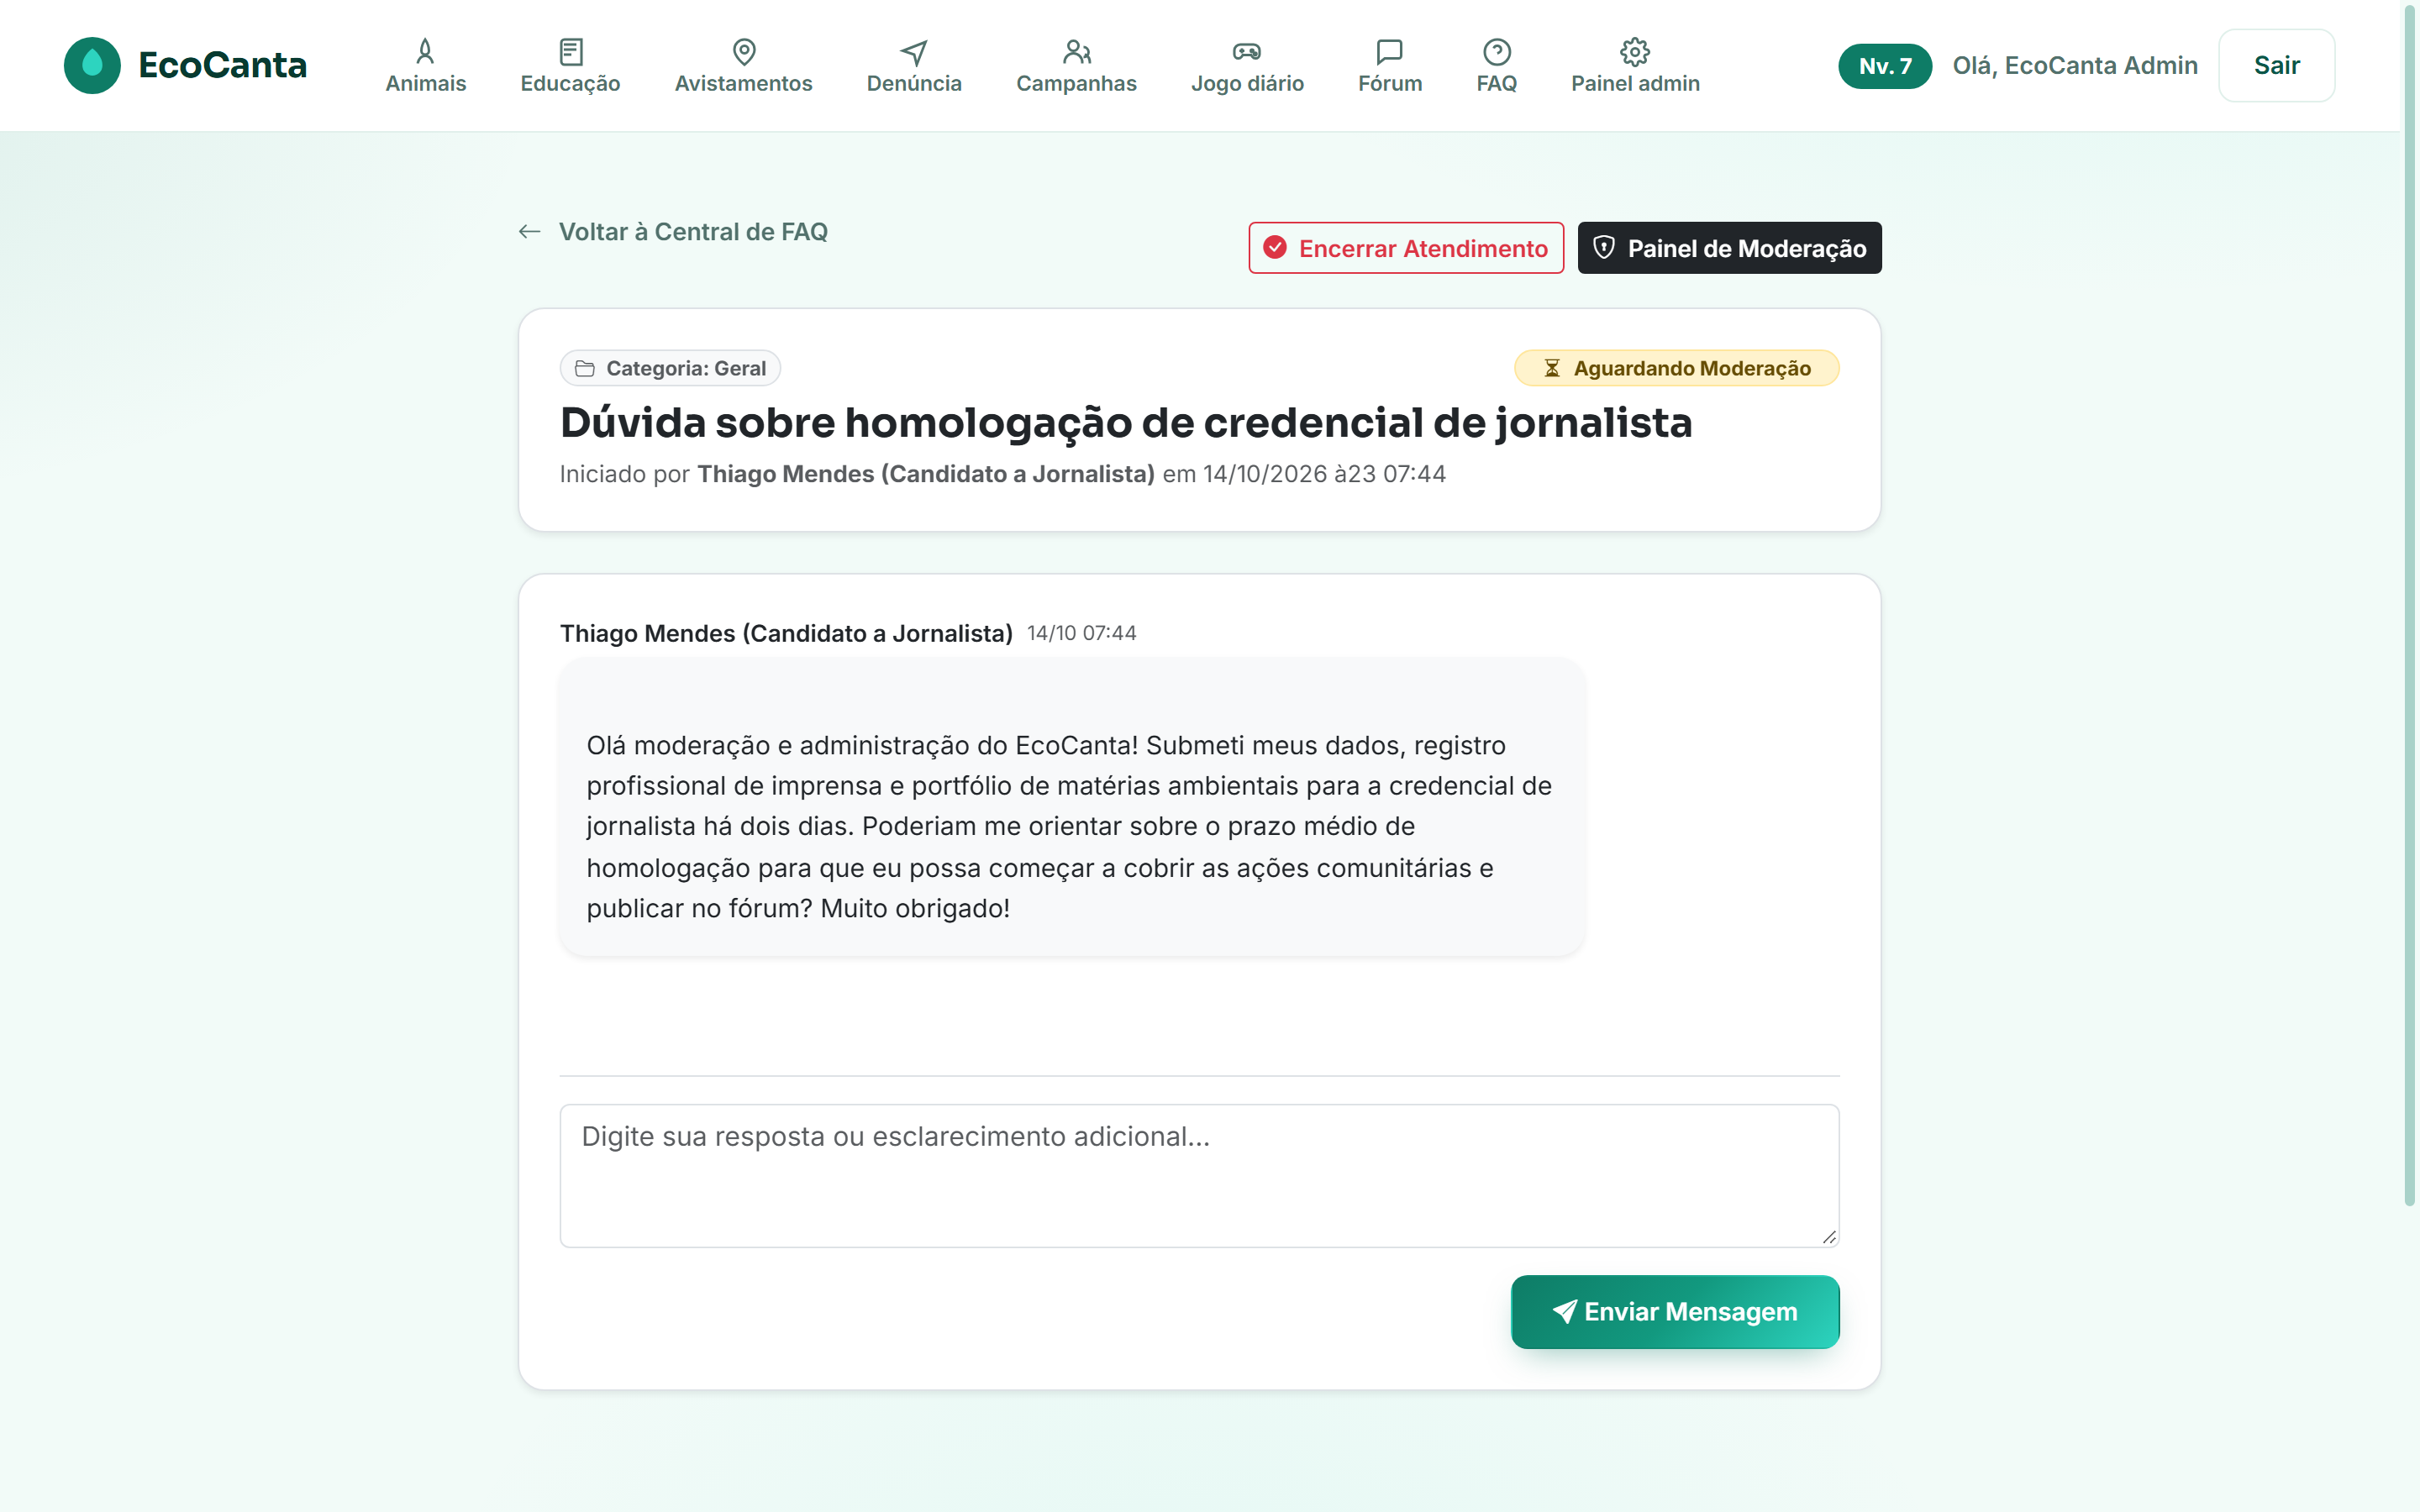 EcoCanta
Animais
Educação
Avistamentos
Denúncia
Campanhas
Jogo diário
Fórum
FAQ
Painel admin
Nv. 7
Olá, EcoCanta Admin
Sair
Voltar à Central de FAQ
Encerrar Atendimento
Painel de Moderação
Categoria: Geral
Aguardando Moderação
Dúvida sobre homologação de credencial de jornalista
Iniciado por Thiago Mendes (Candidato a Jornalista) em 14/10/2026 à23 07:44
Thiago Mendes (Candidato a Jornalista) 14/10 07:44
Olá moderação e administração do EcoCanta! Submeti meus dados, registro
profissional de imprensa e portfólio de matérias ambientais para a credencial de
jornalista há dois dias. Poderiam me orientar sobre o prazo médio de
homologação para que eu possa começar a cobrir as ações comunitárias e
publicar no fórum? Muito obrigado!
Digite sua resposta ou esclarecimento adicional...
Enviar Mensagem